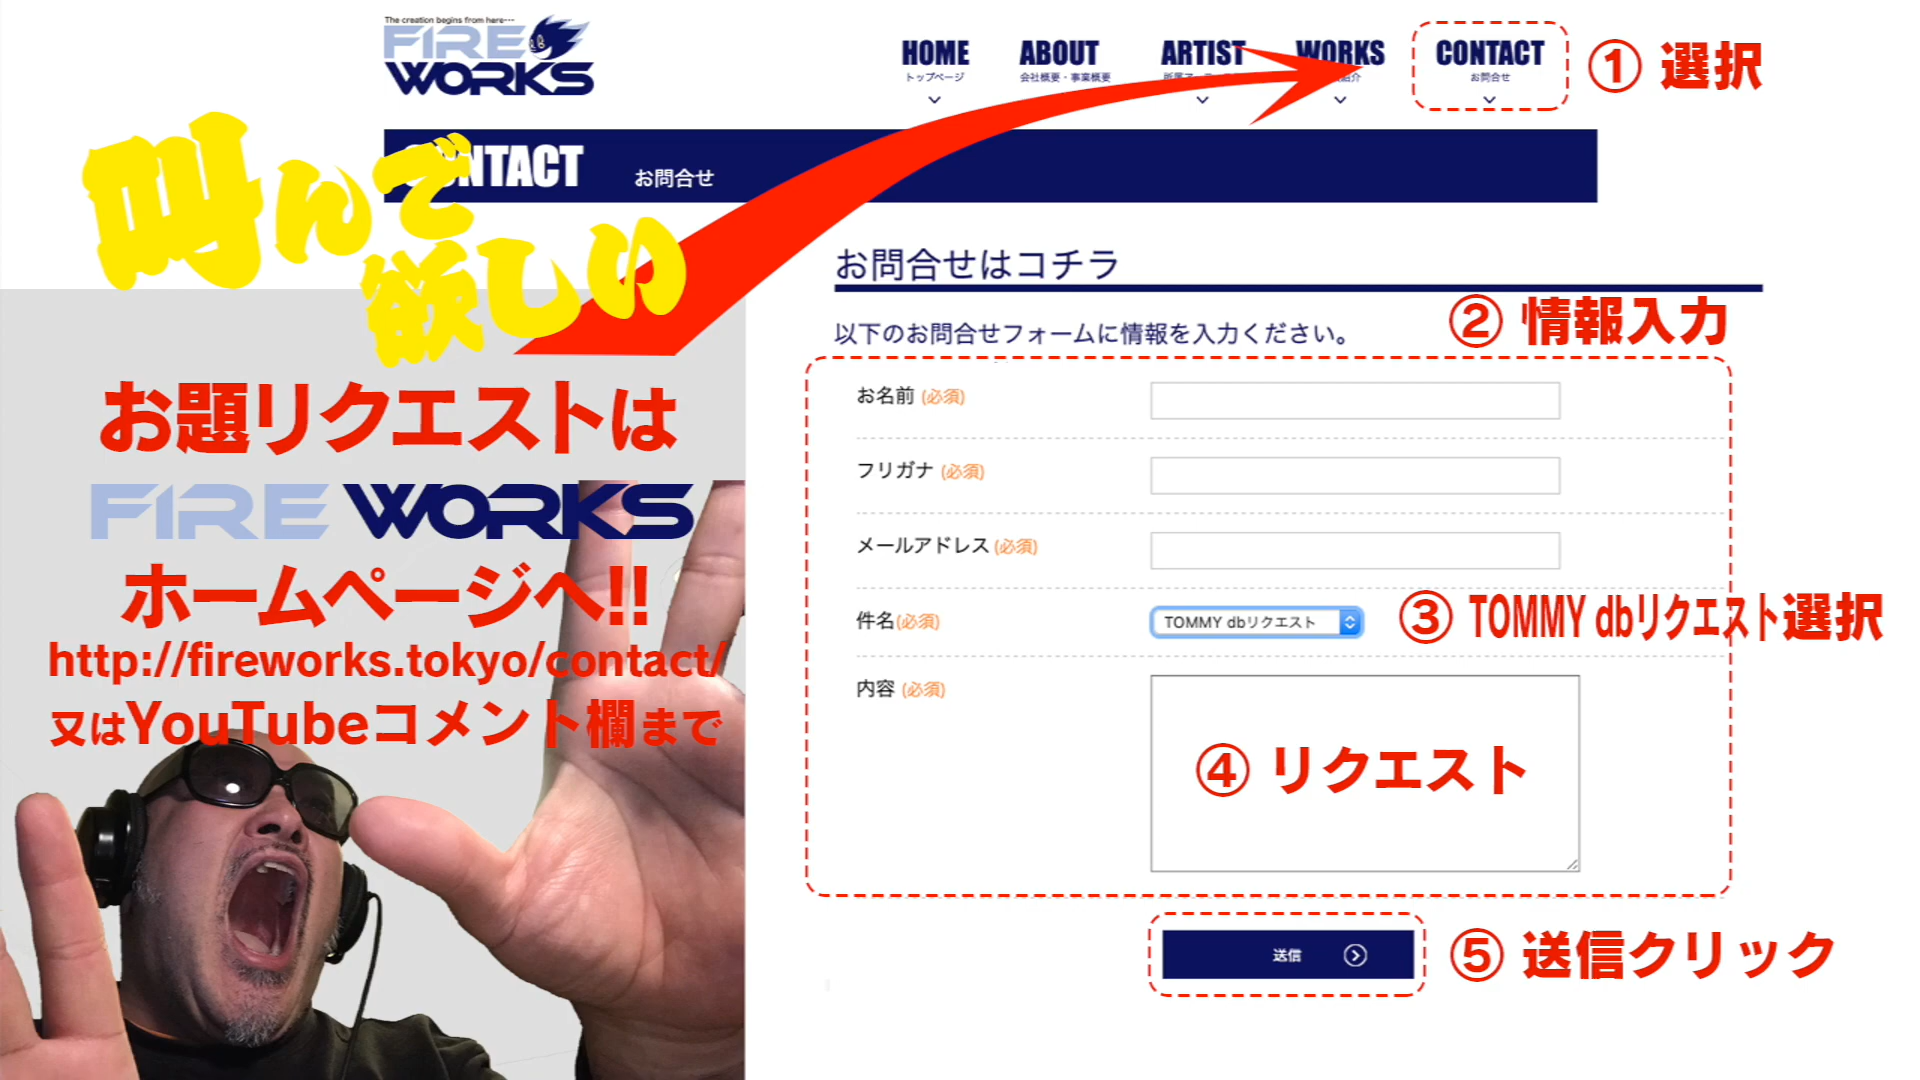 The creation begins from here…
FIRE
WORKS
HOME
トップページ
ABOUT
会社概要・事業概要
ARTIST
WORKS
CONTACT
お問合せ
① 選択
CONTACT お問合せ
叫んで
欲しい
お題リクエストは
FIRE WORKS
ホームページへ!!
http://fireworks.tokyo/contact/
又はYouTubeコメント欄まで
お問合せはコチラ
以下のお問合せフォームに情報を入力ください。
② 情報入力
お名前 (必須)
フリガナ (必須)
メールアドレス (必須)
件名(必須) TOMMY dbリクエスト
③ TOMMY dbリクエスト選択
内容 (必須)
④ リクエスト
送信
⑤ 送信クリック